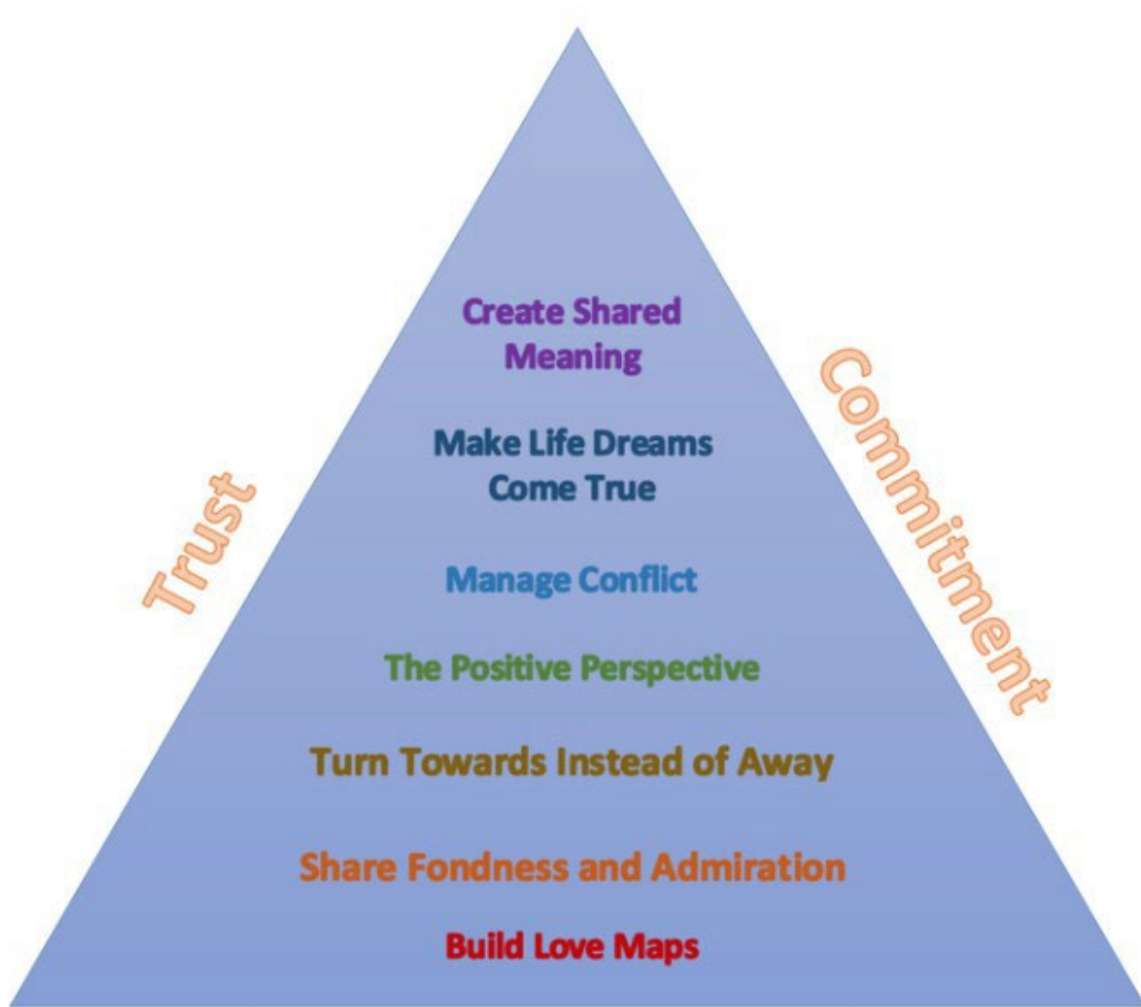 Create Shared
Meaning
Make Life Dreams
Come True
Trust
Commitment
Manage Conflict
The Positive Perspective
Turn Towards Instead of Away
Share Fondness and Admiration
Build Love Maps